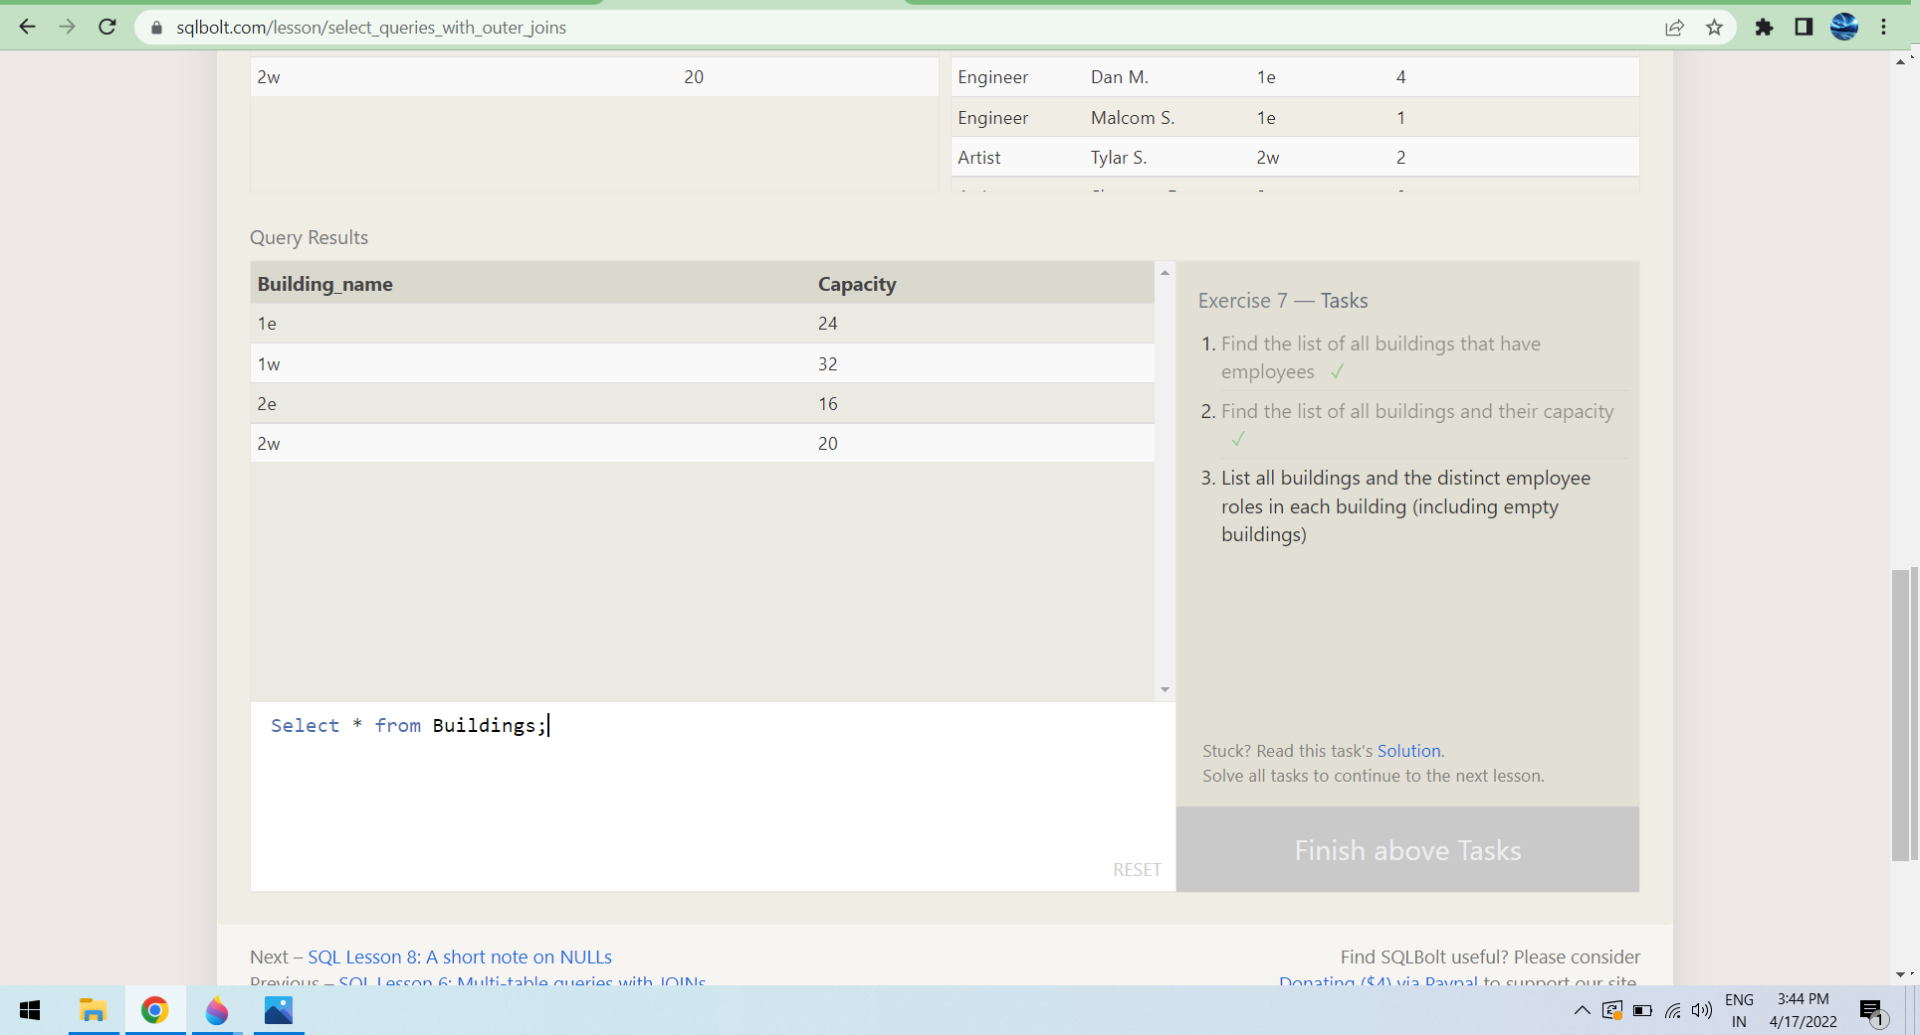 sqlbolt.com/lesson/select_queries_with_outer_joins
2w 20
Engineer Dan M. 1e 4
Engineer Malcom S. 1e 1
Artist Tylar S. 2w 2
Query Results
Building_name Capacity
1e 24
1w 32
2e 16
2w 20
Exercise 7 — Tasks
1. Find the list of all buildings that have
employees ✓
2. Find the list of all buildings and their capacity
✓
3. List all buildings and the distinct employee
roles in each building (including empty
buildings)
Stuck? Read this task's Solution.
Solve all tasks to continue to the next lesson.
Select * from Buildings;
RESET
Finish above Tasks
Next – SQL Lesson 8: A short note on NULLs
Previous – SQL Lesson 6: Multi-table queries with JOINs
Find SQLBolt useful? Please consider
Donating ($4) via Paypal to support our site.
ENG
IN
3:44 PM
4/17/2022
1